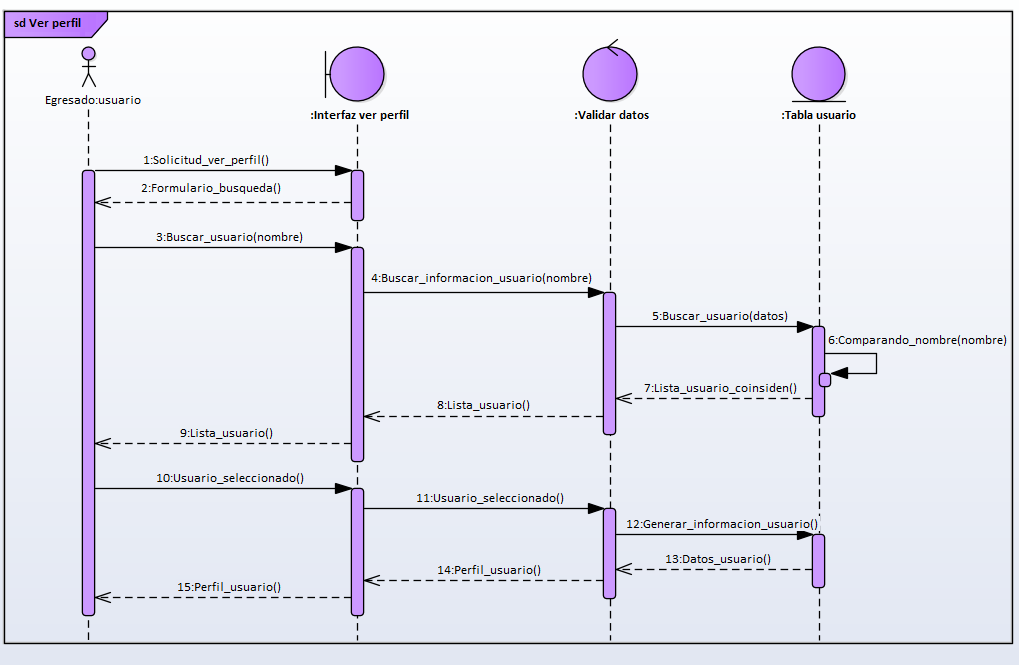 sd Ver perfil
Egresado:usuario
:Interfaz ver perfil
:Validar datos
:Tabla usuario
1:Solicitud_ver_perfil()
2:Formulario_busqueda()
3:Buscar_usuario(nombre)
4:Buscar_informacion_usuario(nombre)
5:Buscar_usuario(datos)
6:Comparando_nombre(nombre)
7:Lista_usuario_coinsiden()
8:Lista_usuario()
9:Lista_usuario()
10:Usuario_seleccionado()
11:Usuario_seleccionado()
12:Generar_informacion_usuario()
13:Datos_usuario()
14:Perfil_usuario()
15:Perfil_usuario()